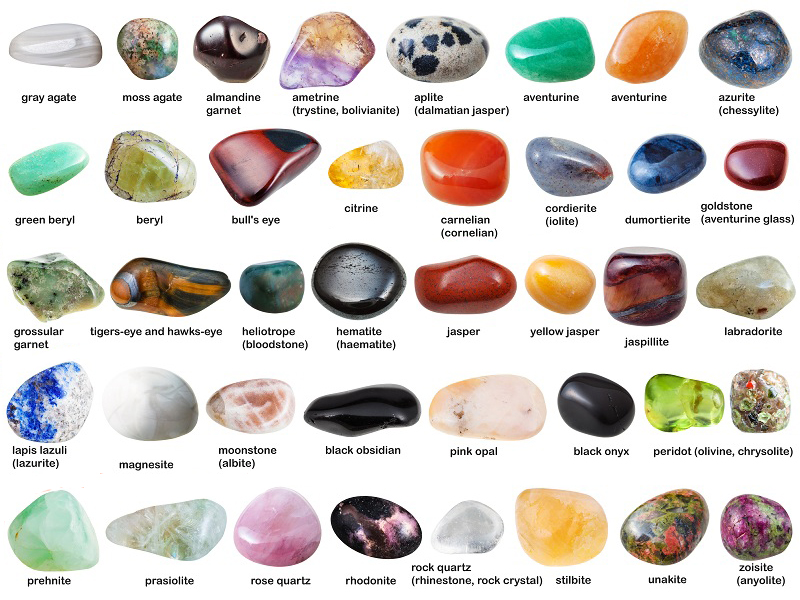 gray agate
moss agate
almandine
garnet
ametrine
(trystine, bolivianite)
aplite
(dalmatian jasper)
aventurine
aventurine
azurite
(chessylite)
green beryl
beryl
bull's eye
citrine
carnelian
(cornelian)
cordierite
(iolite)
dumortierite
goldstone
(aventurine glass)
grossular
garnet
tigers-eye and hawks-eye
heliotrope
(bloodstone)
hematite
(haematite)
jasper
yellow jasper
jaspillite
labradorite
lapis lazuli
(lazurite)
magnesite
moonstone
(albite)
black obsidian
pink opal
black onyx
peridot (olivine, chrysolite)
prehnite
prasiolite
rose quartz
rhodonite
rock quartz
(rhinestone, rock crystal)
stilbite
unakite
zoisite
(anyolite)